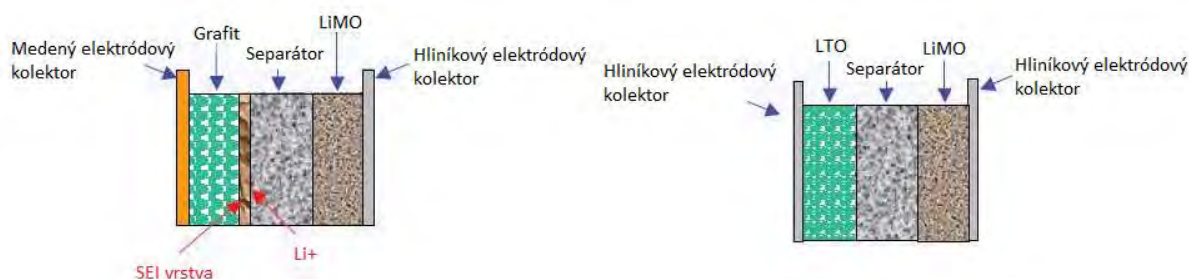 Medený elektródový
kolektor
Grafit
Separátor
LiMO
Hliníkový elektródový
kolektor
SEI vrstva
Li+
Hliníkový elektródový
kolektor
LTO
Separátor
LiMO
Hliníkový elektródový
kolektor